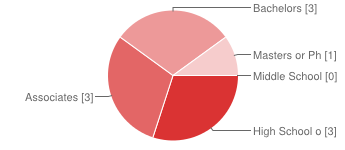 Bachelors [3]
Masters or Ph [1]
Middle School [0]
Associates [3]
High School o [3]